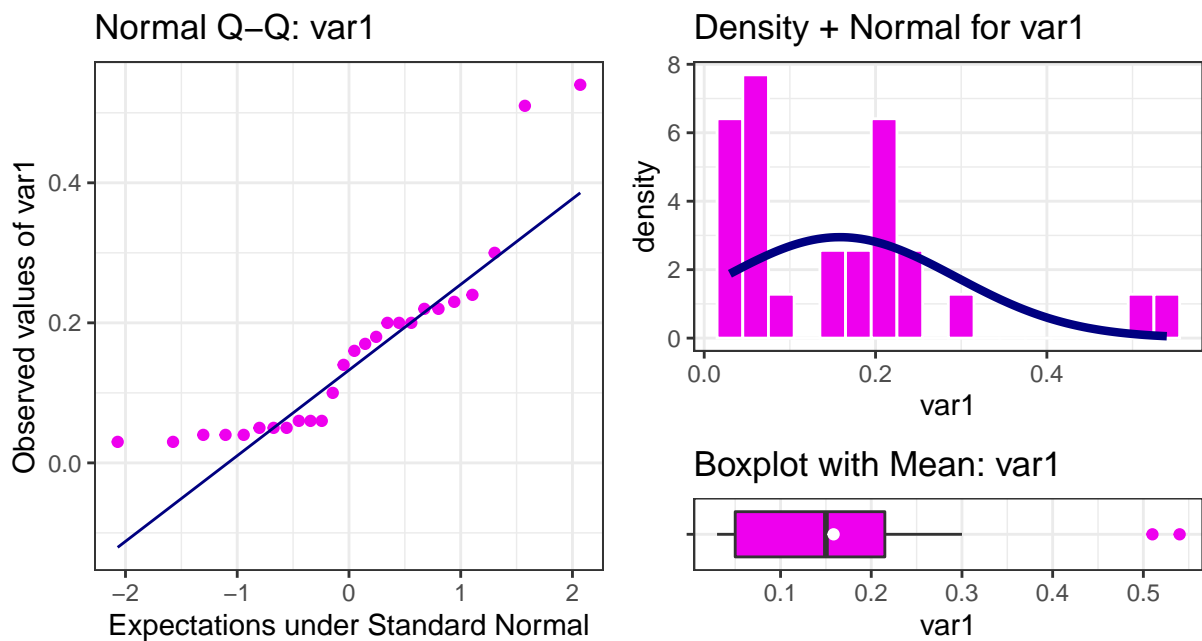 Normal Q−Q: var1
Observed values of var1
0.4
0.2
0.0
−2
−1
0
1
2
Expectations under Standard Normal
Density + Normal for var1
density
8
6
4
2
0
0.0
0.2
0.4
var1
Boxplot with Mean: var1
0.1
0.2
0.3
0.4
0.5
var1